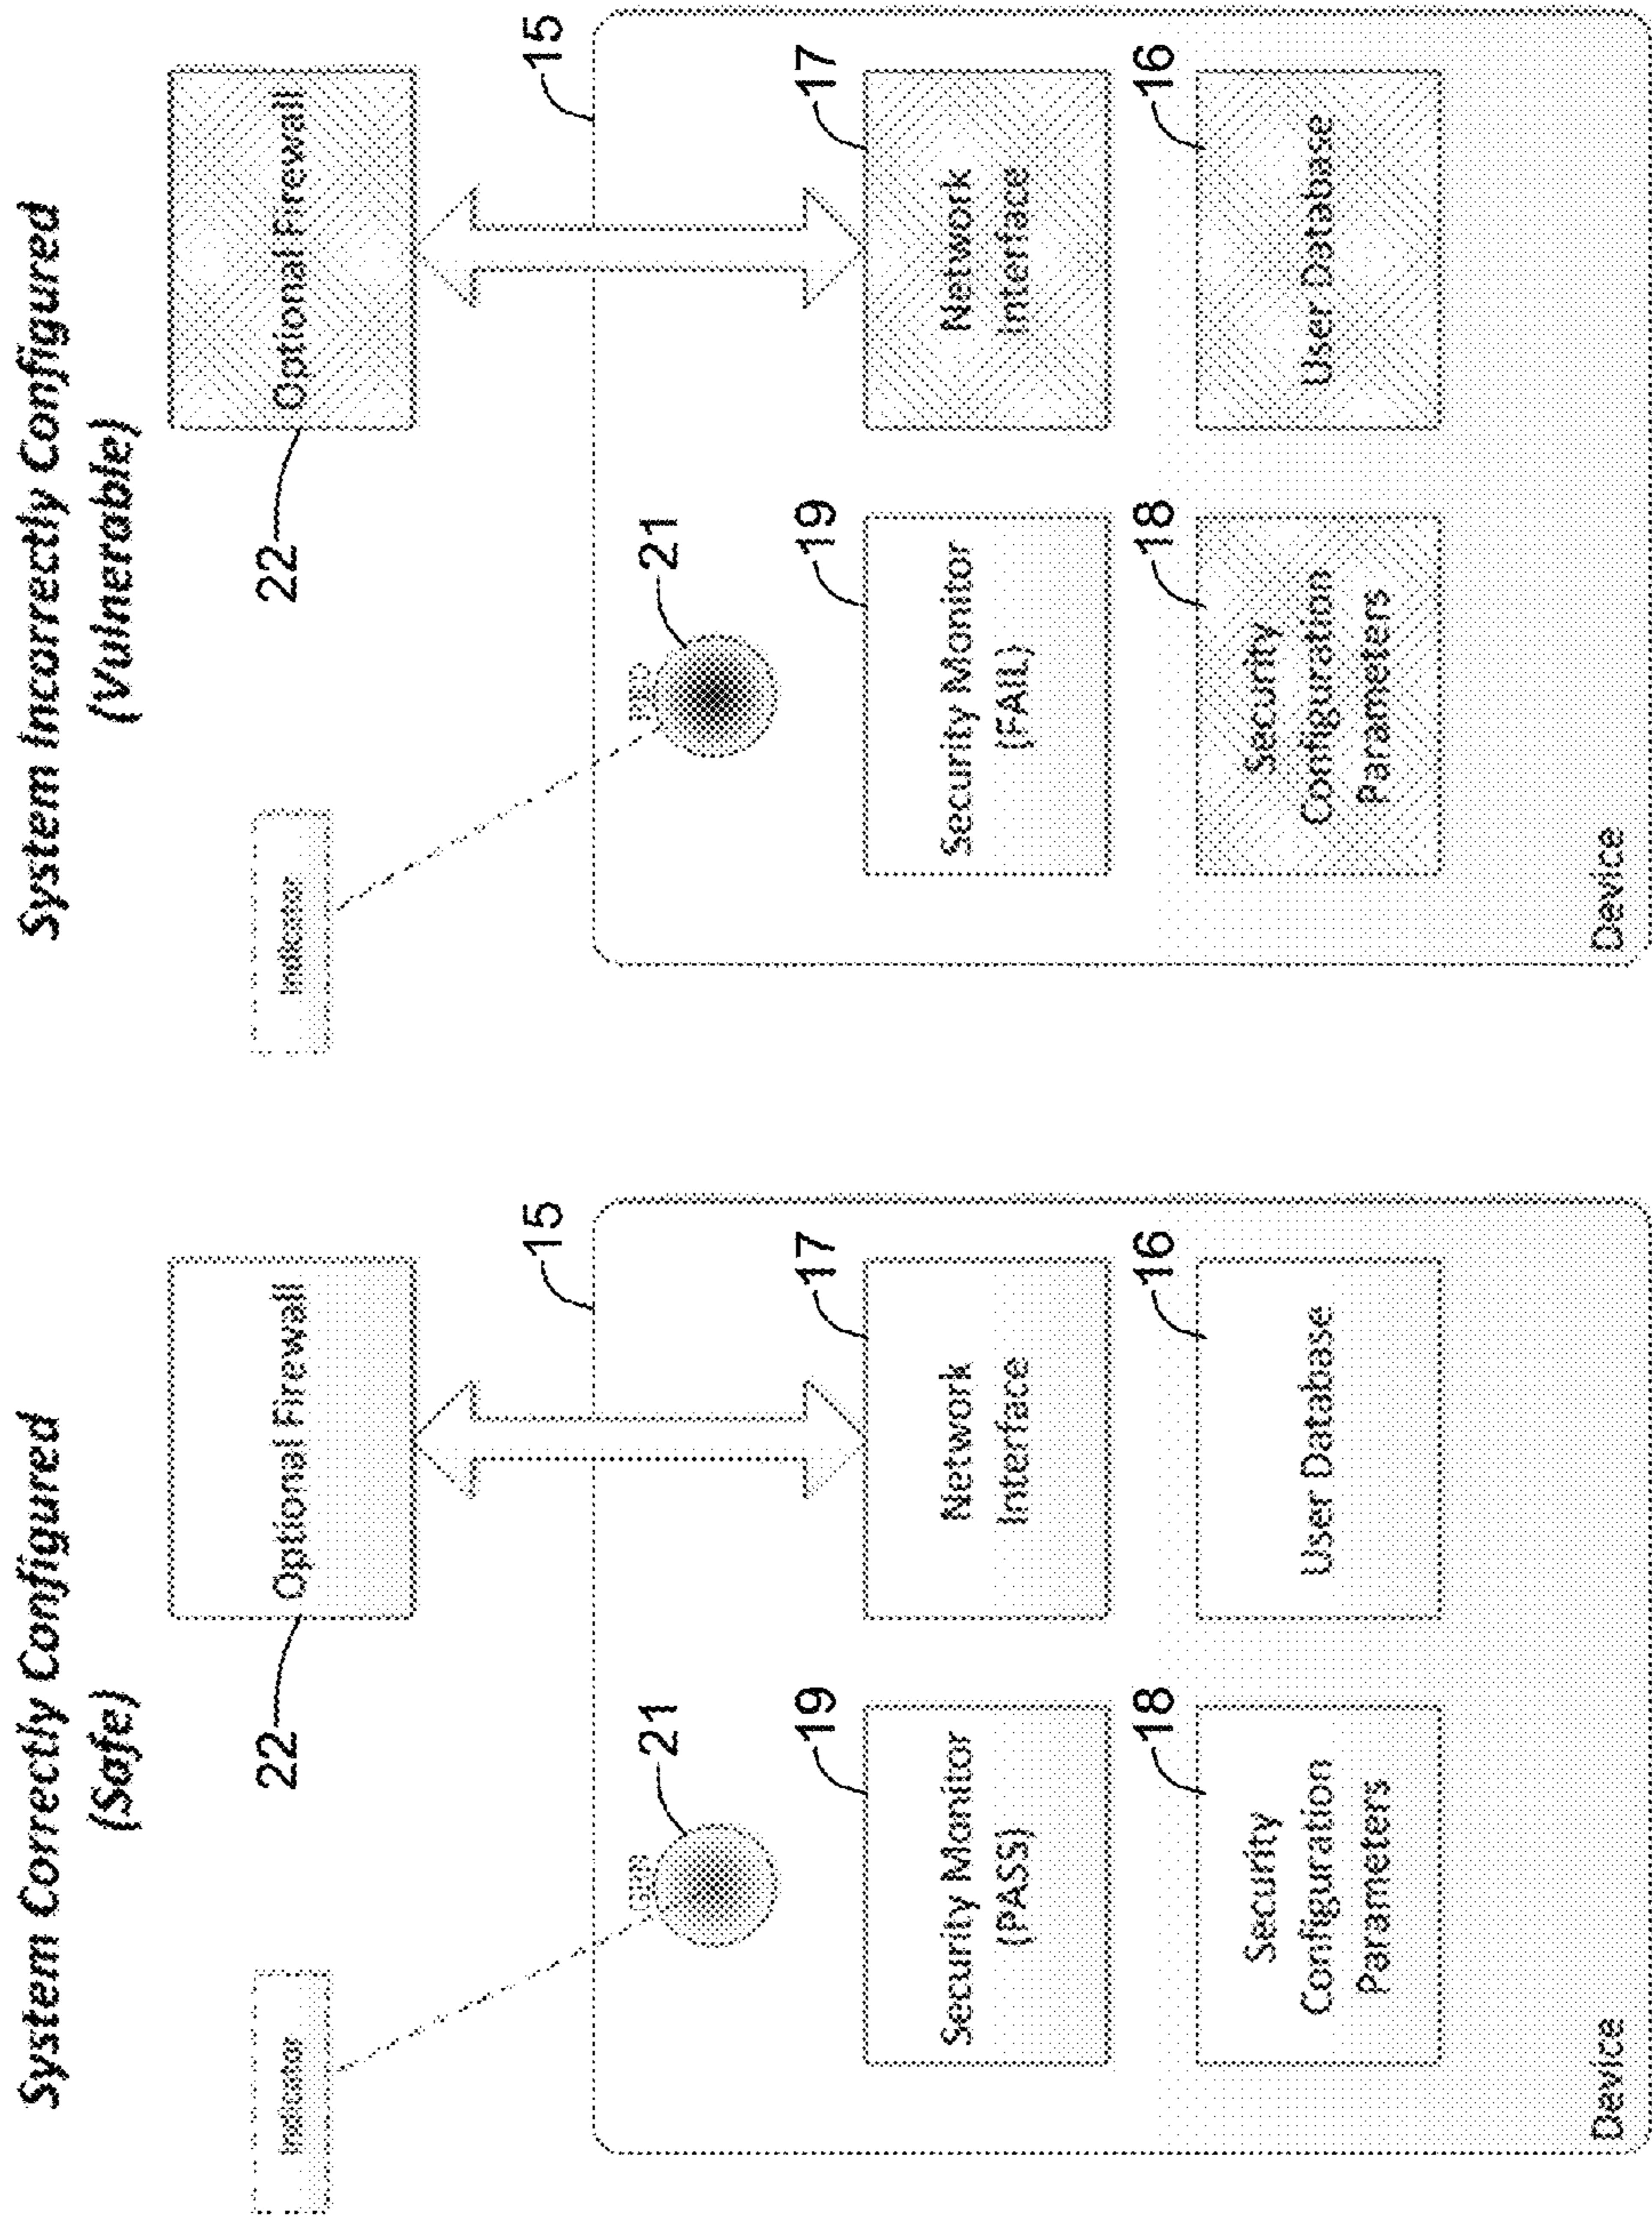 System Correctly Configured
(Safe)
Indicator
22
Optional Firewall
15
21
19
Security Monitor
(PASS)
17
Network
Interface
18
Security
Configuration
Parameters
16
User Database
Device
System Incorrectly Configured
(Vulnerable)
Indicator
22
Optional Firewall
15
21
19
Security Monitor
(FAIL)
17
Network
Interface
18
Security
Configuration
Parameters
16
User Database
Device